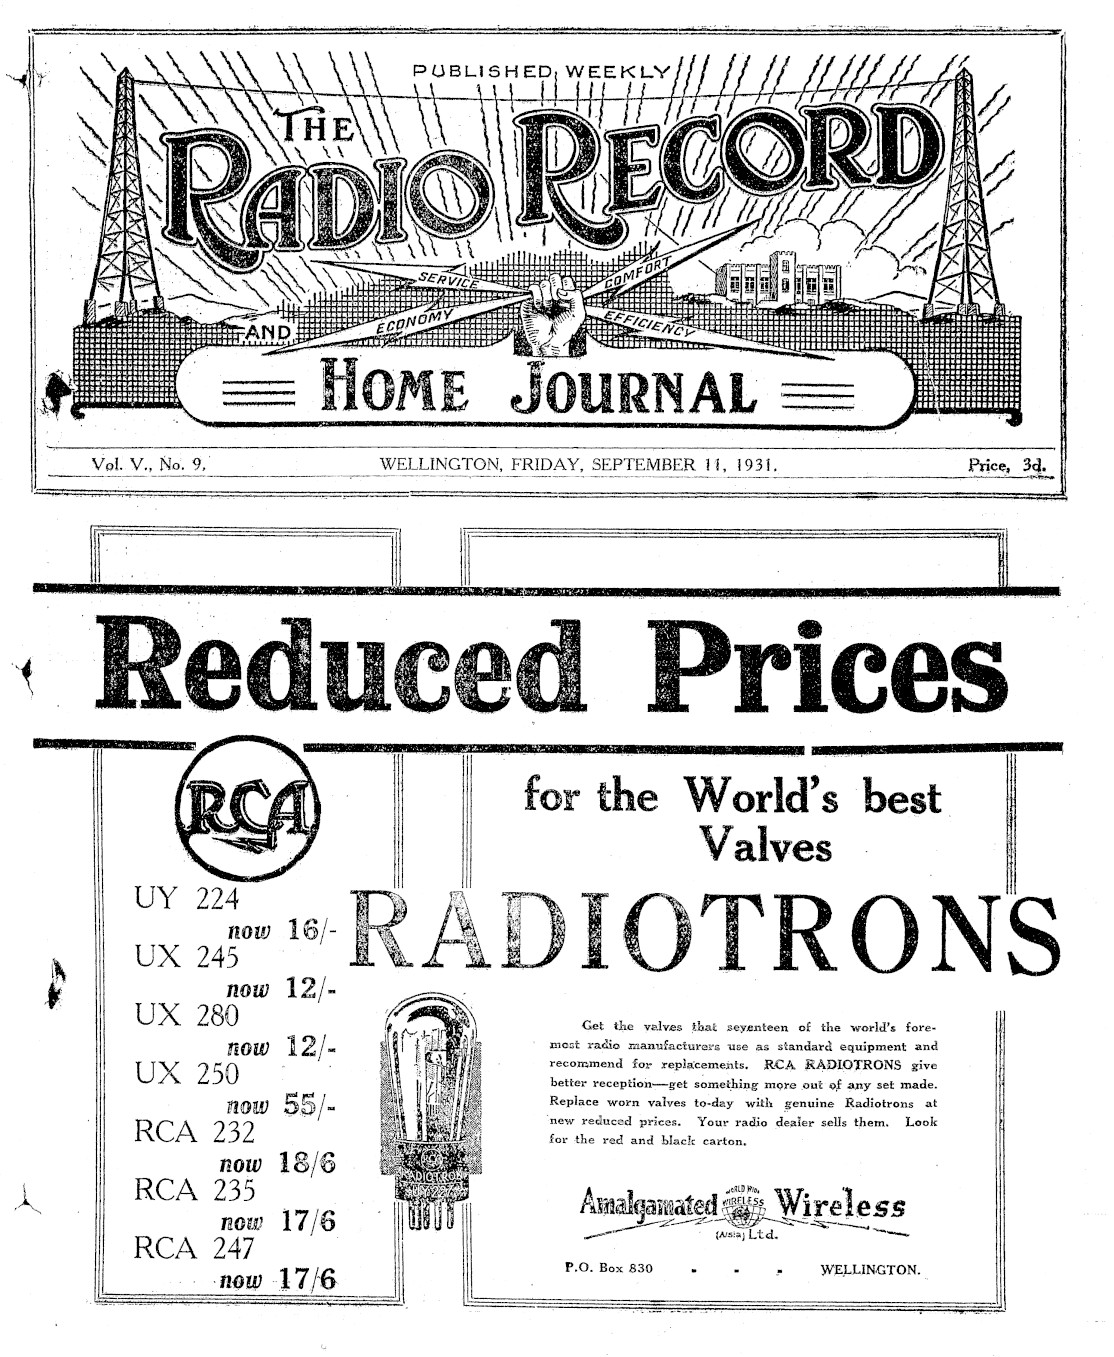 PUBLISHED WEEKLY
THE
RADIO RECORD
SERVICE
COMFORT
ECONOMY
EFFICIENCY
AND
HOME JOURNAL
Vol. V., No. 9.
WELLINGTON, FRIDAY, SEPTEMBER 11, 1931.
Price, 3d.
Reduced Prices
RCA
for the World's best
Valves
RADIOTRONS
UY 224
now 16/-
UX 245
now 12/-
UX 280
now 12/-
UX 250
now 55/-
RCA 232
now 18/6
RCA 235
now 17/6
RCA 247
now 17/6
RCA
RADIOTRON
Get the valves that seventeen of the world's fore-
most radio manufacturers use as standard equipment and
recommend for replacements. RCA RADIOTRONS give
better reception—get something more out of any set made.
Replace worn valves to-day with genuine Radiotrons at
new reduced prices. Your radio dealer sells them. Look
for the red and black carton.
Amalgamated Wireless
WORLD WIDE
WIRELESS
(A/sia) Ltd.
P.O. Box 830 - - - WELLINGTON.